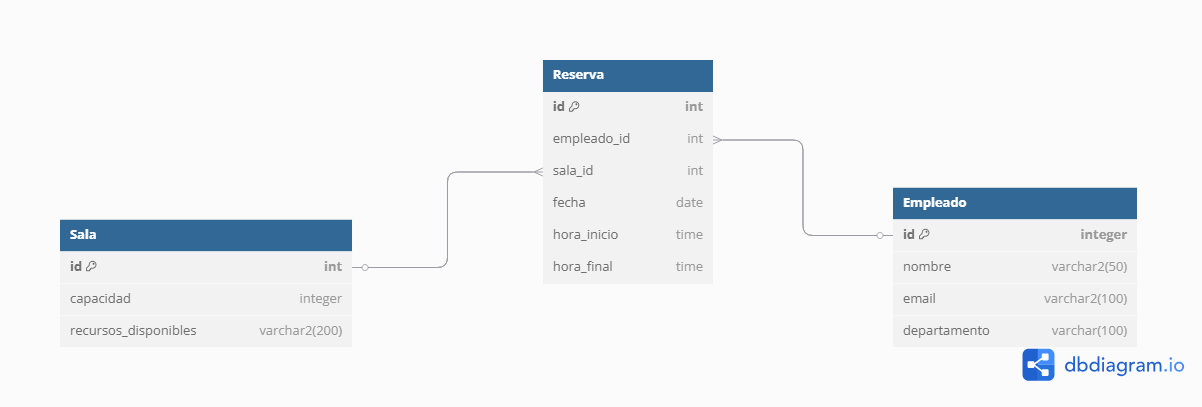 Reserva
id int
empleado_id int
sala_id int
fecha date
hora_inicio time
hora_final time
Sala
id int
capacidad integer
recursos_disponibles varchar2(200)
Empleado
id integer
nombre varchar2(50)
email varchar2(100)
departamento varchar(100)
dbdiagram.io